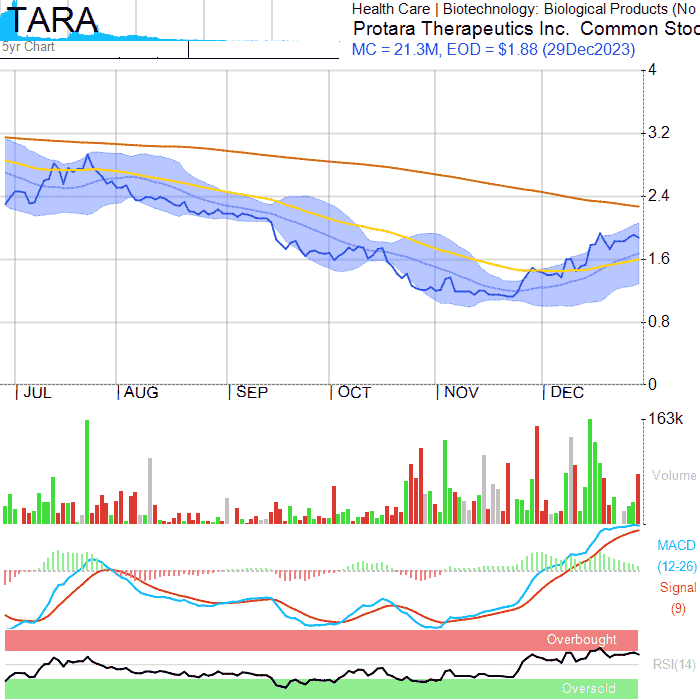 TARA
5yr Chart
Health Care | Biotechnology: Biological Products (No
Protara Therapeutics Inc. Common Stoc
MC = 21.3M, EOD = $1.88 (29Dec2023)
4
3.2
2.4
1.6
0.8
0
JUL AUG SEP OCT NOV DEC
163k
Volume
MACD
(12-26)
Signal
(9)
Overbought
RSI(14)
Oversold